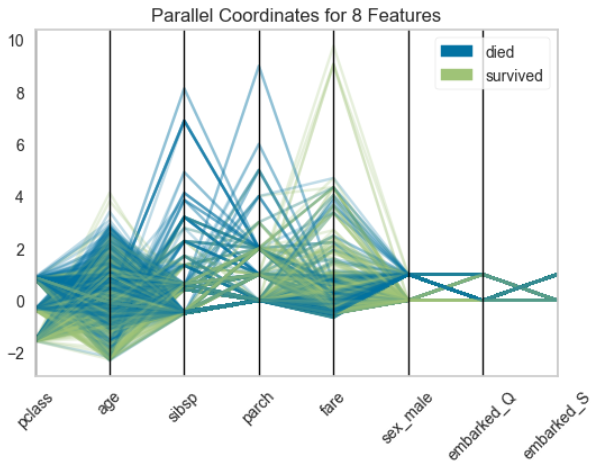 Parallel Coordinates for 8 Features
10
8
6
4
2
0
−2
died
survived
pclass
age
sibsp
parch
fare
sex_male
embarked_Q
embarked_S